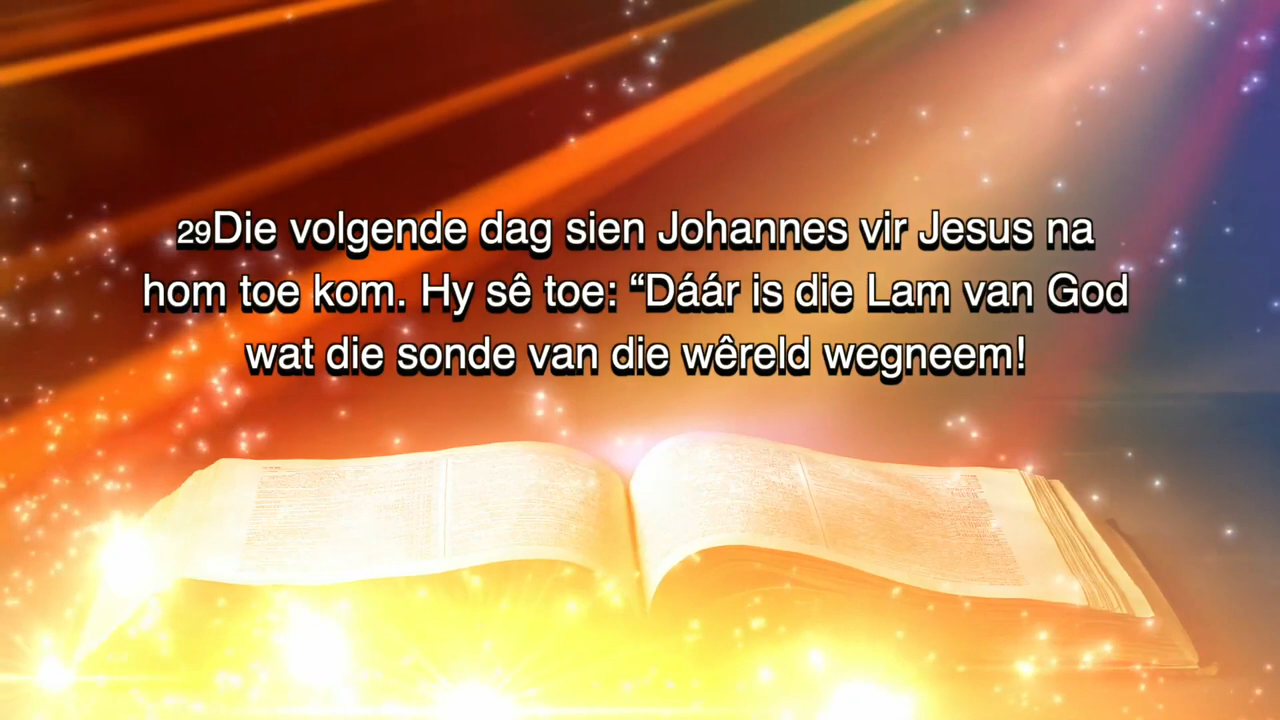 29Die volgende dag sien Johannes vir Jesus na
hom toe kom. Hy sê toe: “Dáár is die Lam van God
wat die sonde van die wêreld wegneem!